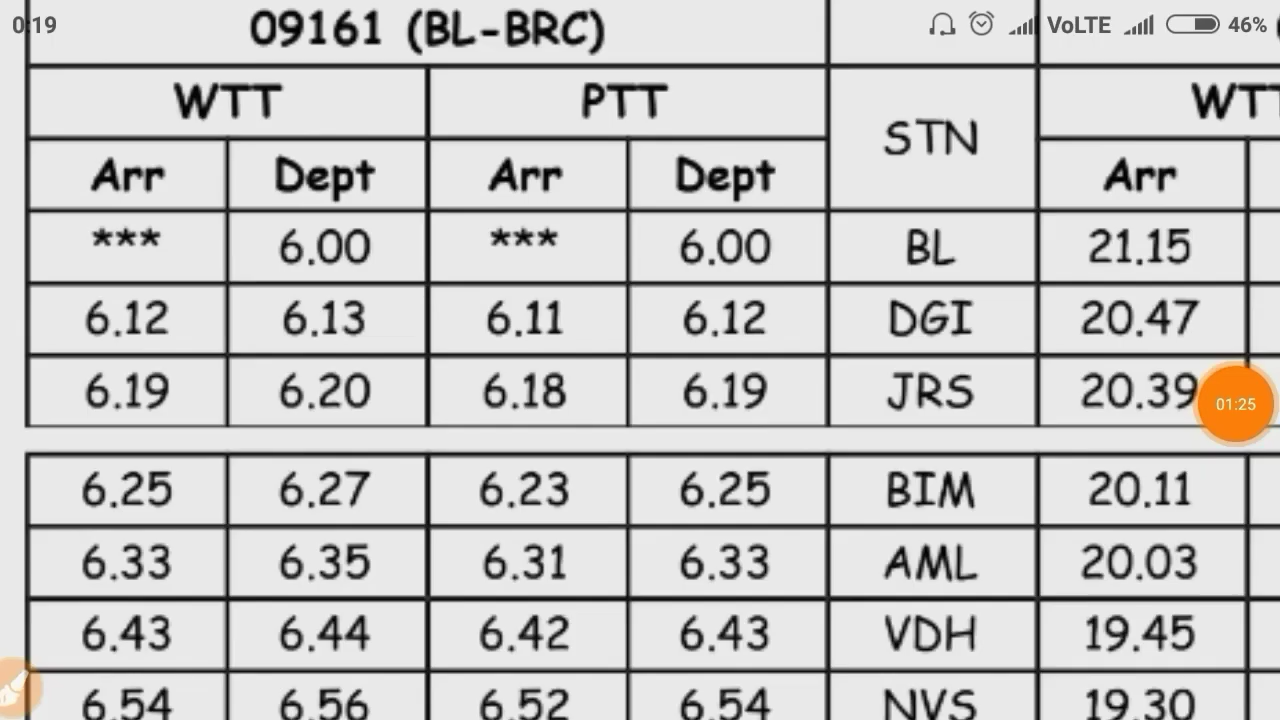 0:19 09161 (BL-BRC) VoLTE 46%
WTT PTT STN WTT
Arr Dept Arr Dept Arr
*** 6.00 *** 6.00 BL 21.15
6.12 6.13 6.11 6.12 DGI 20.47
6.19 6.20 6.18 6.19 JRS 20.39 01:25
6.25 6.27 6.23 6.25 BIM 20.11
6.33 6.35 6.31 6.33 AML 20.03
6.43 6.44 6.42 6.43 VDH 19.45
6.54 6.56 6.52 6.54 NVS 19.30